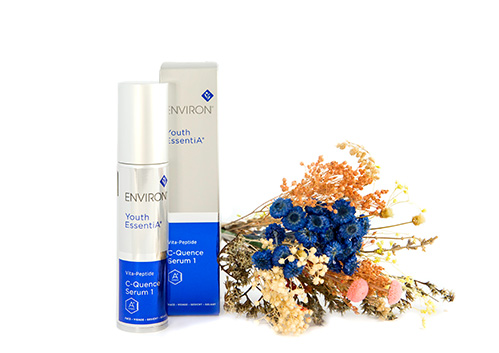 ENVIRON®
Youth
EssentiA®
Vita-Peptide
C-Quence
Serum 1
ENVIRON®
Youth
EssentiA®
Vita-Peptide
C-Quence
Serum 1